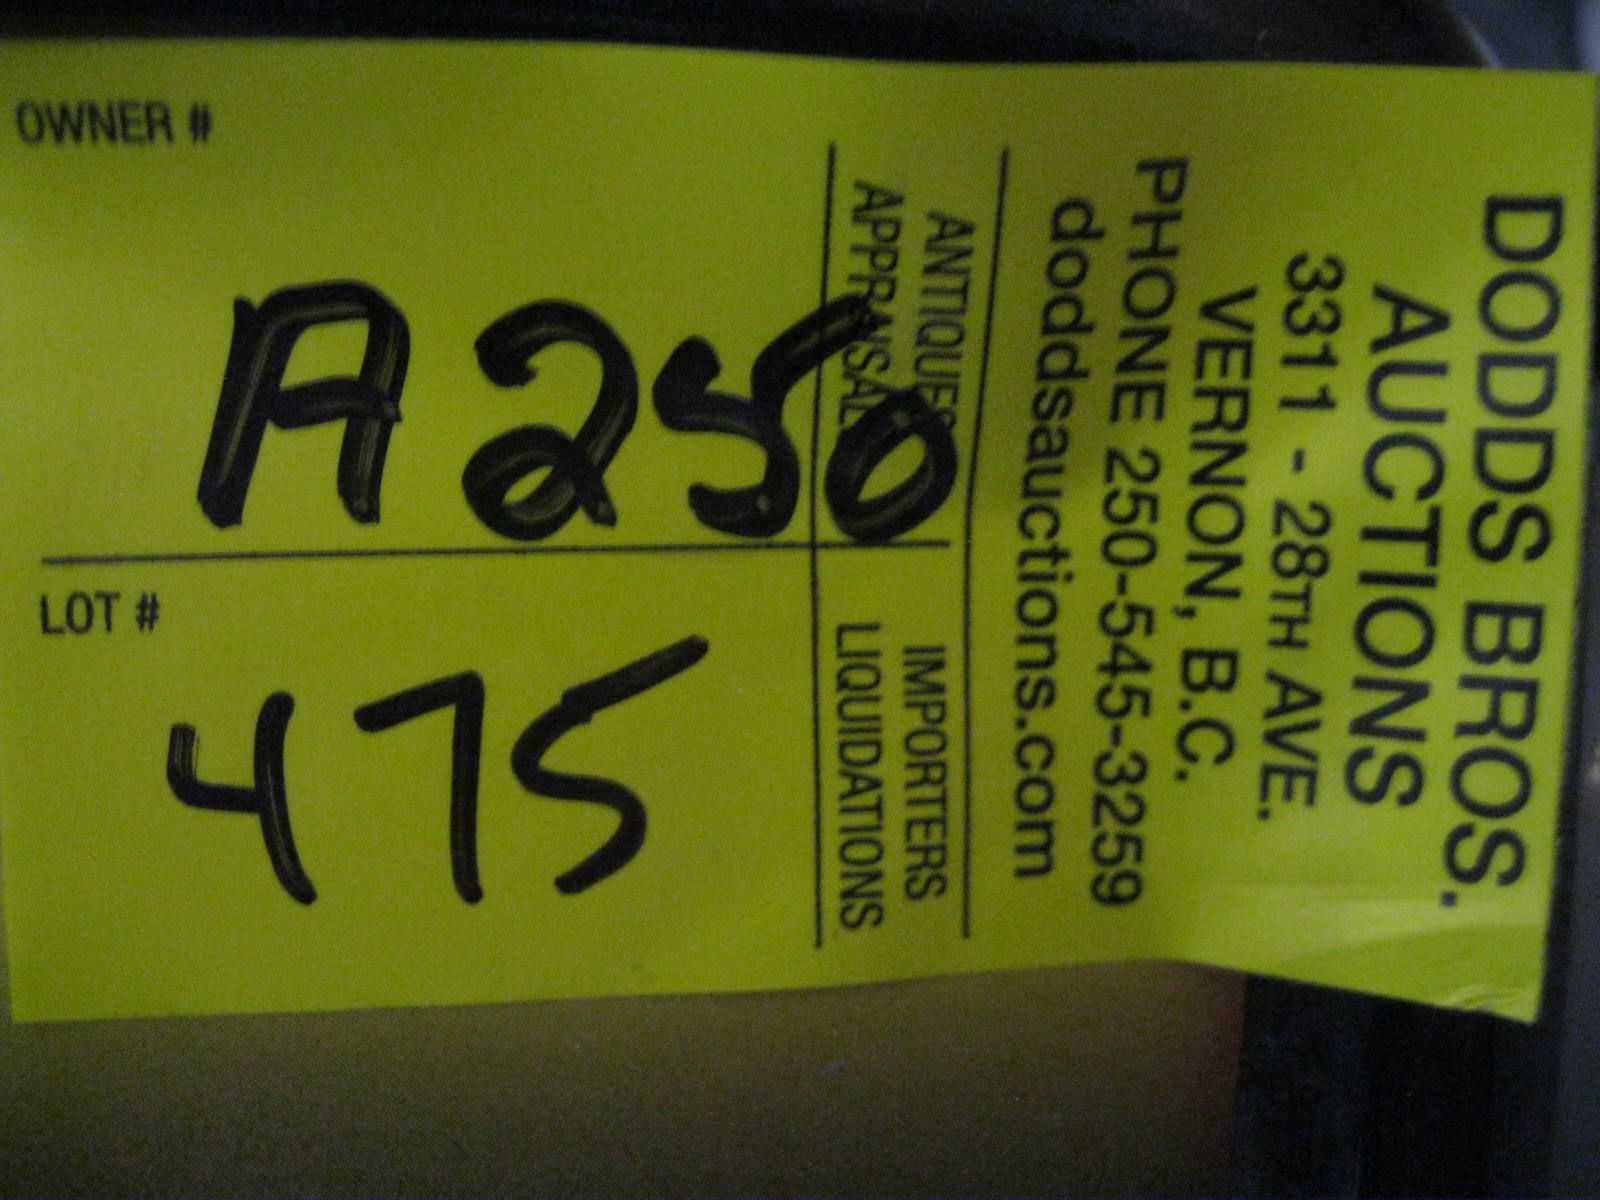 DODDS BROS.
AUCTIONS
3311 - 28TH AVE.
VERNON, B.C.
PHONE 250-545-3259
doddsauctions.com
ANTIQUES IMPORTERS
APPRAISAL LIQUIDATIONS
OWNER #
A250
LOT #
475